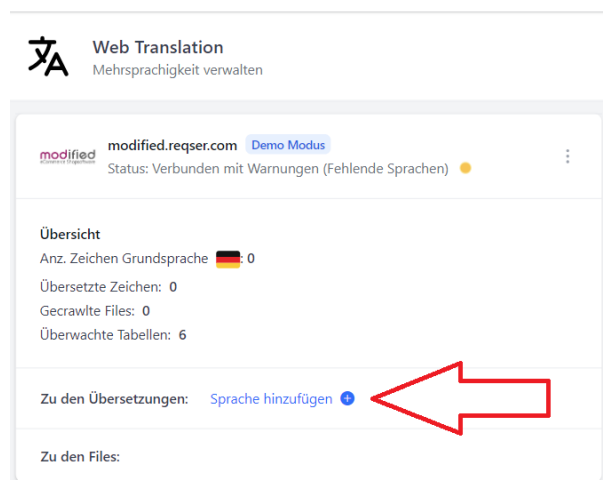 Web Translation
Mehrsprachigkeit verwalten
modified
modified.reqser.com Demo Modus
Status: Verbunden mit Warnungen (Fehlende Sprachen)
Übersicht
Anz. Zeichen Grundsprache : 0
Übersetzte Zeichen: 0
Gecrawlte Files: 0
Überwachte Tabellen: 6
Zu den Übersetzungen: Sprache hinzufügen
Zu den Files: